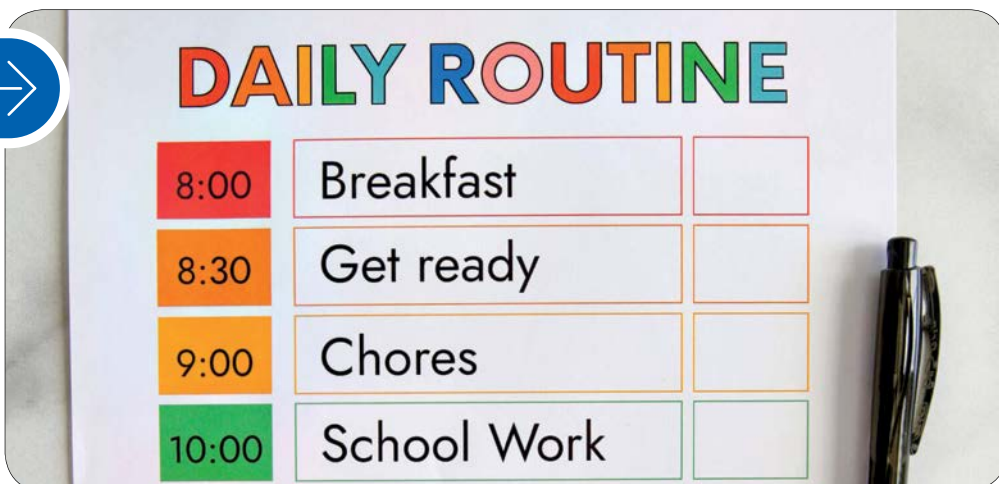 DAILY ROUTINE
8:00 Breakfast
8:30 Get ready
9:00 Chores
10:00 School Work